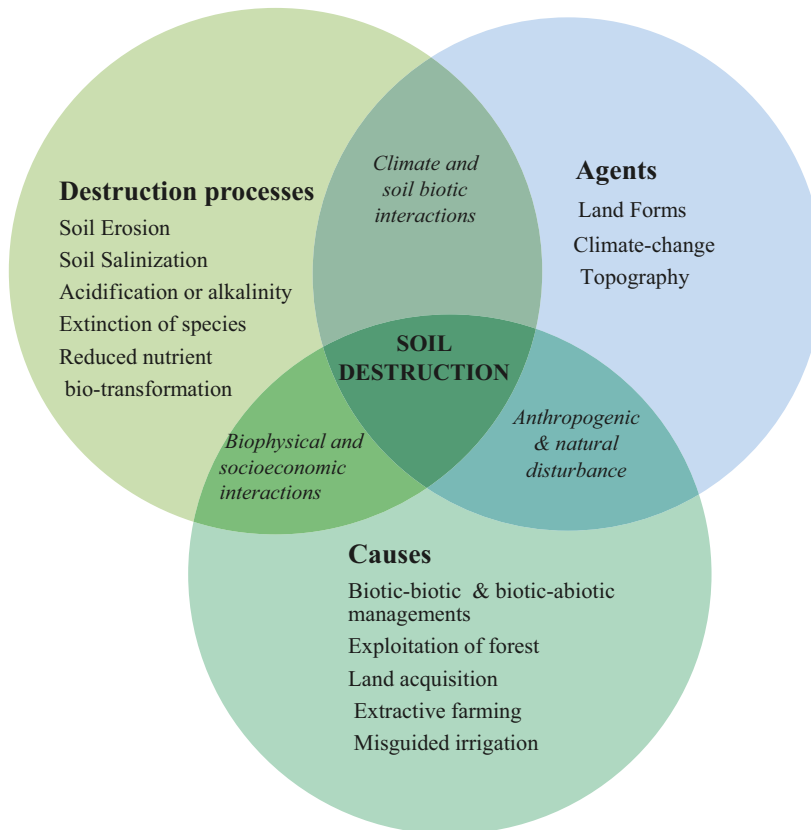 Destruction processes
Soil Erosion
Soil Salinization
Acidification or alkalinity
Extinction of species
Reduced nutrient
bio-transformation
Climate and
soil biotic
interactions
Agents
Land Forms
Climate-change
Topography
SOIL
DESTRUCTION
Biophysical and
socioeconomic
interactions
Anthropogenic
& natural
disturbance
Causes
Biotic-biotic & biotic-abiotic
managements
Exploitation of forest
Land acquisition
Extractive farming
Misguided irrigation